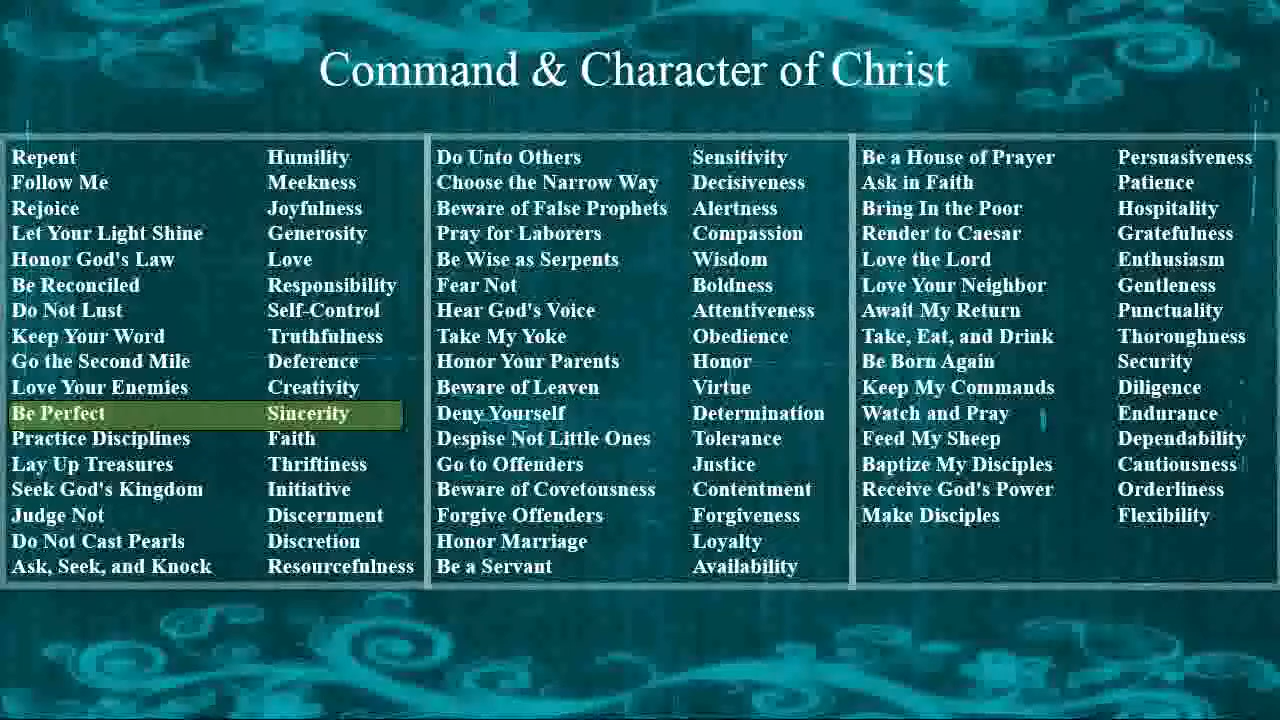 Command & Character of Christ
Repent Humility
Follow Me Meekness
Rejoice Joyfulness
Let Your Light Shine Generosity
Honor God's Law Love
Be Reconciled Responsibility
Do Not Lust Self-Control
Keep Your Word Truthfulness
Go the Second Mile Deference
Love Your Enemies Creativity
Be Perfect Sincerity
Practice Disciplines Faith
Lay Up Treasures Thriftiness
Seek God's Kingdom Initiative
Judge Not Discernment
Do Not Cast Pearls Discretion
Ask, Seek, and Knock Resourcefulness
Do Unto Others Sensitivity
Choose the Narrow Way Decisiveness
Beware of False Prophets Alertness
Pray for Laborers Compassion
Be Wise as Serpents Wisdom
Fear Not Boldness
Hear God's Voice Attentiveness
Take My Yoke Obedience
Honor Your Parents Honor
Beware of Leaven Virtue
Deny Yourself Determination
Despise Not Little Ones Tolerance
Go to Offenders Justice
Beware of Covetousness Contentment
Forgive Offenders Forgiveness
Honor Marriage Loyalty
Be a Servant Availability
Be a House of Prayer Persuasiveness
Ask in Faith Patience
Bring In the Poor Hospitality
Render to Caesar Gratefulness
Love the Lord Enthusiasm
Love Your Neighbor Gentleness
Await My Return Punctuality
Take, Eat, and Drink Thoroughness
Be Born Again Security
Keep My Commands Diligence
Watch and Pray Endurance
Feed My Sheep Dependability
Baptize My Disciples Cautiousness
Receive God's Power Orderliness
Make Disciples Flexibility